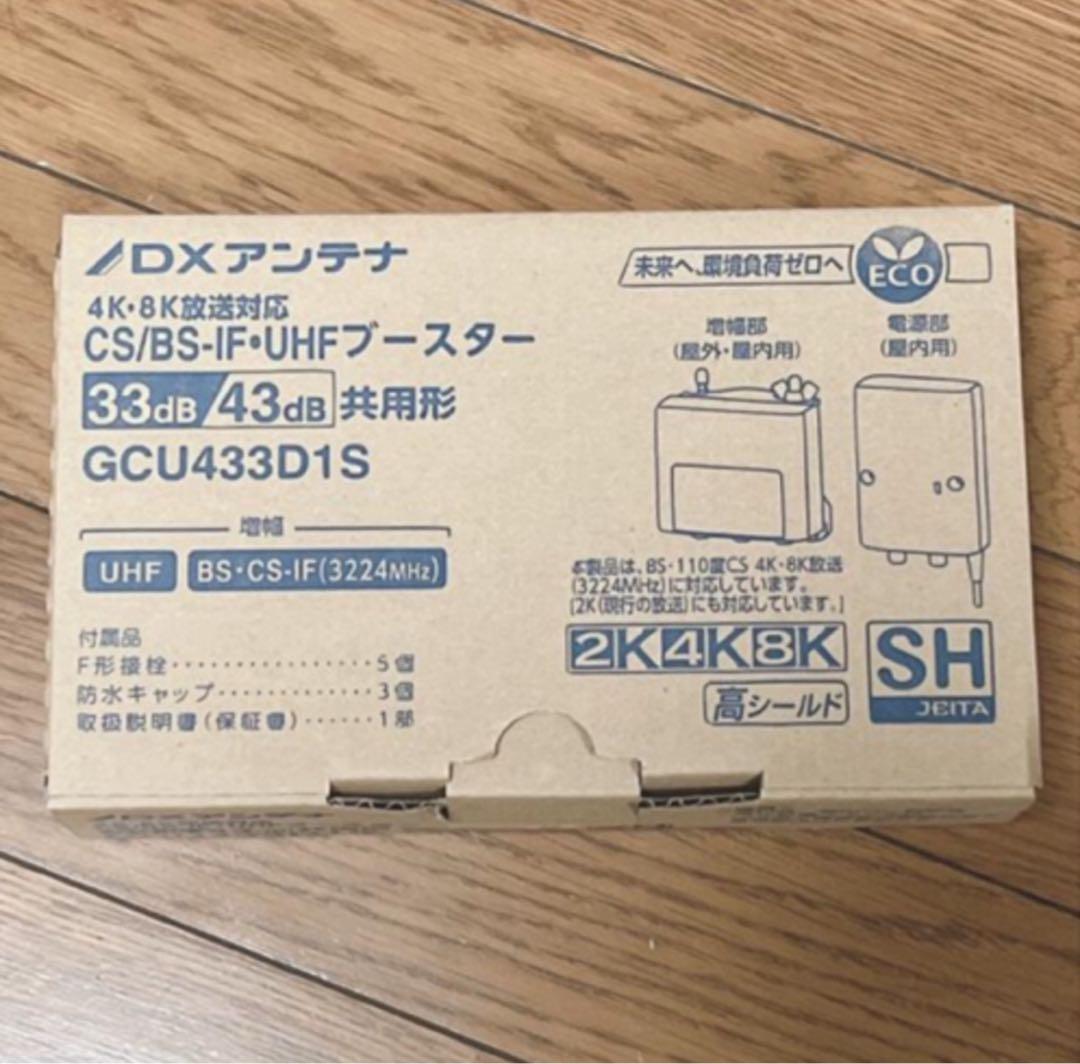 DXアンテナ
4K・8K放送対応
CS/BS-IF・UHFブースター
33dB/43dB 共用形
GCU433D1S
増幅
UHF BS・CS-IF(3224MHz)
付属品
F形接栓‥‥‥‥‥‥‥‥5個
防水キャップ‥‥‥‥‥‥3個
取扱説明書(保証書)‥‥‥1部
未来へ、環境負荷ゼロへ ECO
増幅部
(屋外・屋内用)
電源部
(屋内用)
本製品は、BS・110度CS 4K・8K放送
(3224MHz)に対応しています。
[2K(現行の放送)にも対応しています。]
2K4K8K
高シールド
SH
JEITA